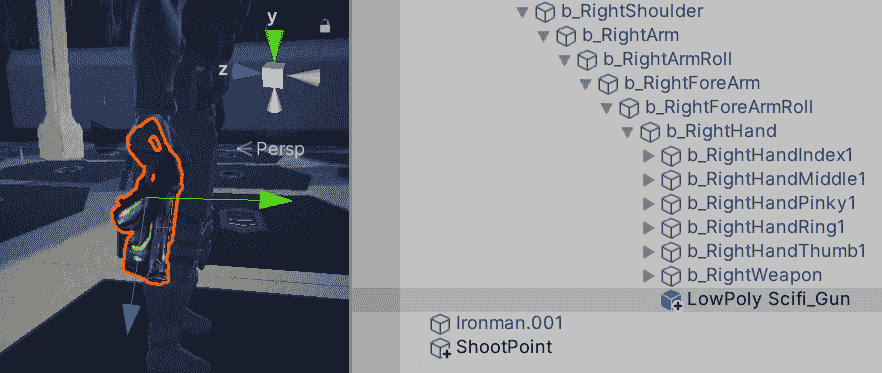 y
z
Persp
b_RightShoulder
b_RightArm
b_RightArmRoll
b_RightForeArm
b_RightForeArmRoll
b_RightHand
b_RightHandIndex1
b_RightHandMiddle1
b_RightHandPinky1
b_RightHandRing1
b_RightHandThumb1
b_RightWeapon
LowPoly Scifi_Gun
Ironman.001
ShootPoint